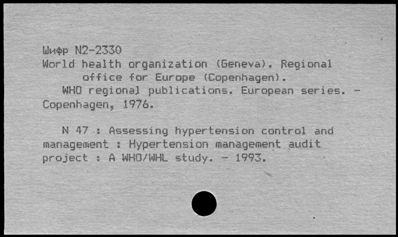 Шифр N2-2330
World health organization (Geneva). Regional
office for Europe (Copenhagen).
WHO regional publications. European series. -
Copenhagen, 1976.
N 47 : Assessing hypertension control and
management : Hypertension management audit
project : A WHO/WHL study. - 1993.